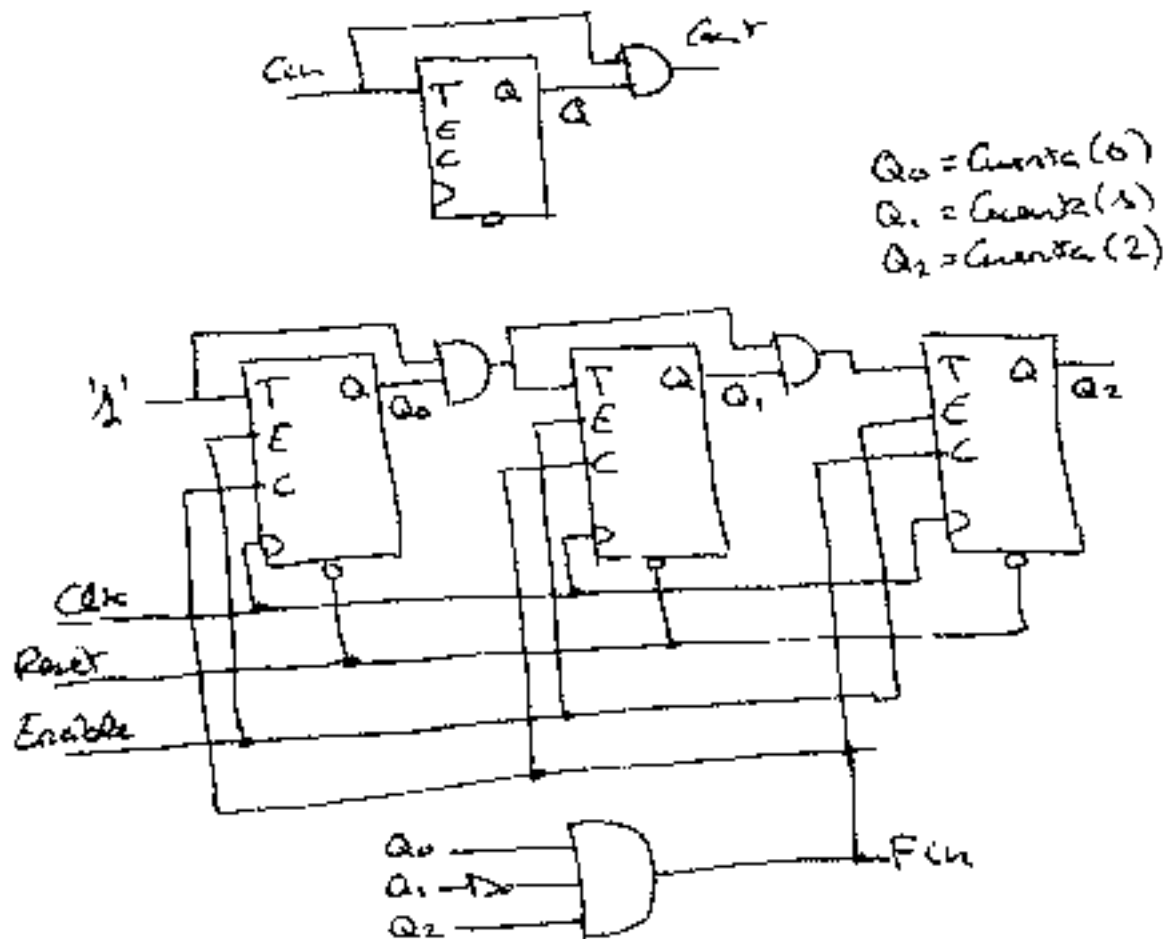 Cin
Cout
T Q
Q
E
C
Q0 = Cuenta(0)
Q1 = Cuenta(1)
Q2 = Cuenta(2)
'1'
T Q
Q0
E
C
T Q
Q1
E
C
T Q
Q2
E
C
Clk
Reset
Enable
Q0
Q1
Q2
Fin